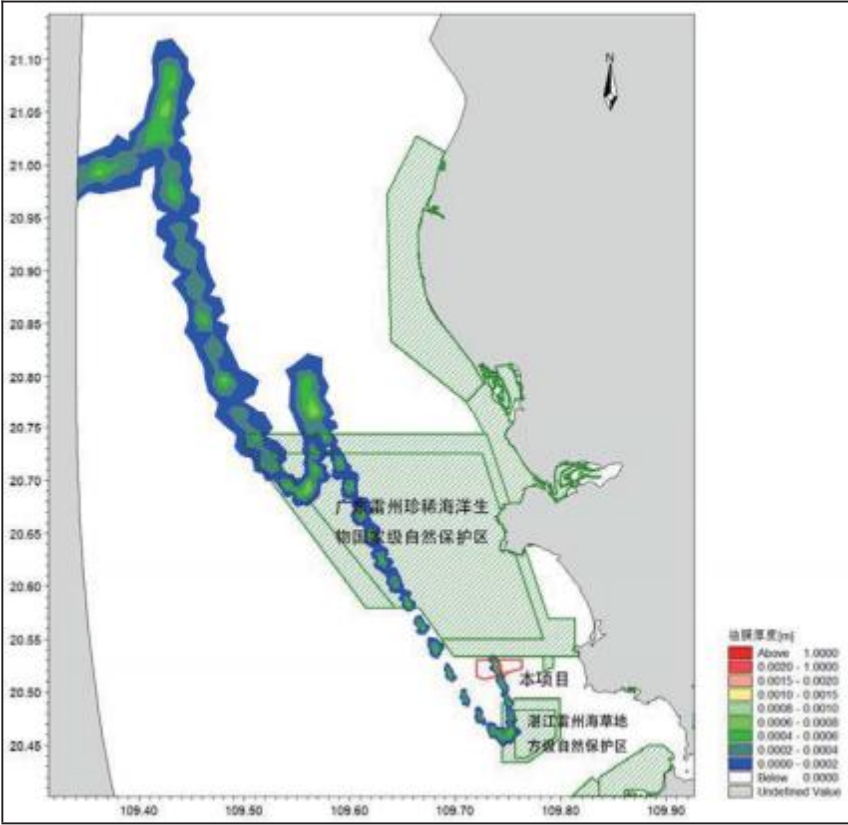 N
21.10
21.05
21.00
20.95
20.90
20.85
20.80
20.75
20.70
20.65
20.60
20.55
20.50
20.45
109.40
109.50
109.60
109.70
109.80
109.90
广东雷州珍稀海洋生
物国家级自然保护区
本项目
湛江雷州海草地
方级自然保护区
油膜厚度[m]
Above 1.0000
0.0020 - 1.0000
0.0015 - 0.0020
0.0010 - 0.0015
0.0008 - 0.0010
0.0006 - 0.0008
0.0004 - 0.0006
0.0002 - 0.0004
0.0000 - 0.0002
Below 0.0000
Undefined Value